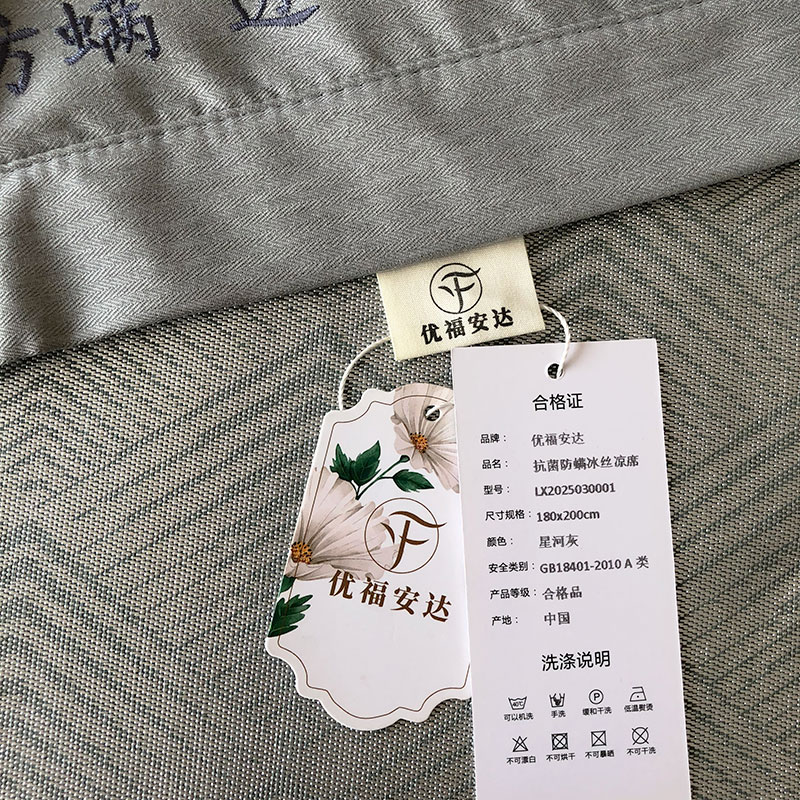 防螨
优福安达
优福安达
合格证
品牌： 优福安达
品名： 抗菌防螨冰丝凉席
型号： LX2025030001
尺寸规格： 180x200cm
颜色： 星河灰
安全类别： GB18401-2010 A 类
产品等级： 合格品
产地： 中国
洗涤说明
40℃ P
可以机洗 手洗 缓和干洗 低温熨烫
不可漂白 不可烘干 不可暴晒 不可干洗